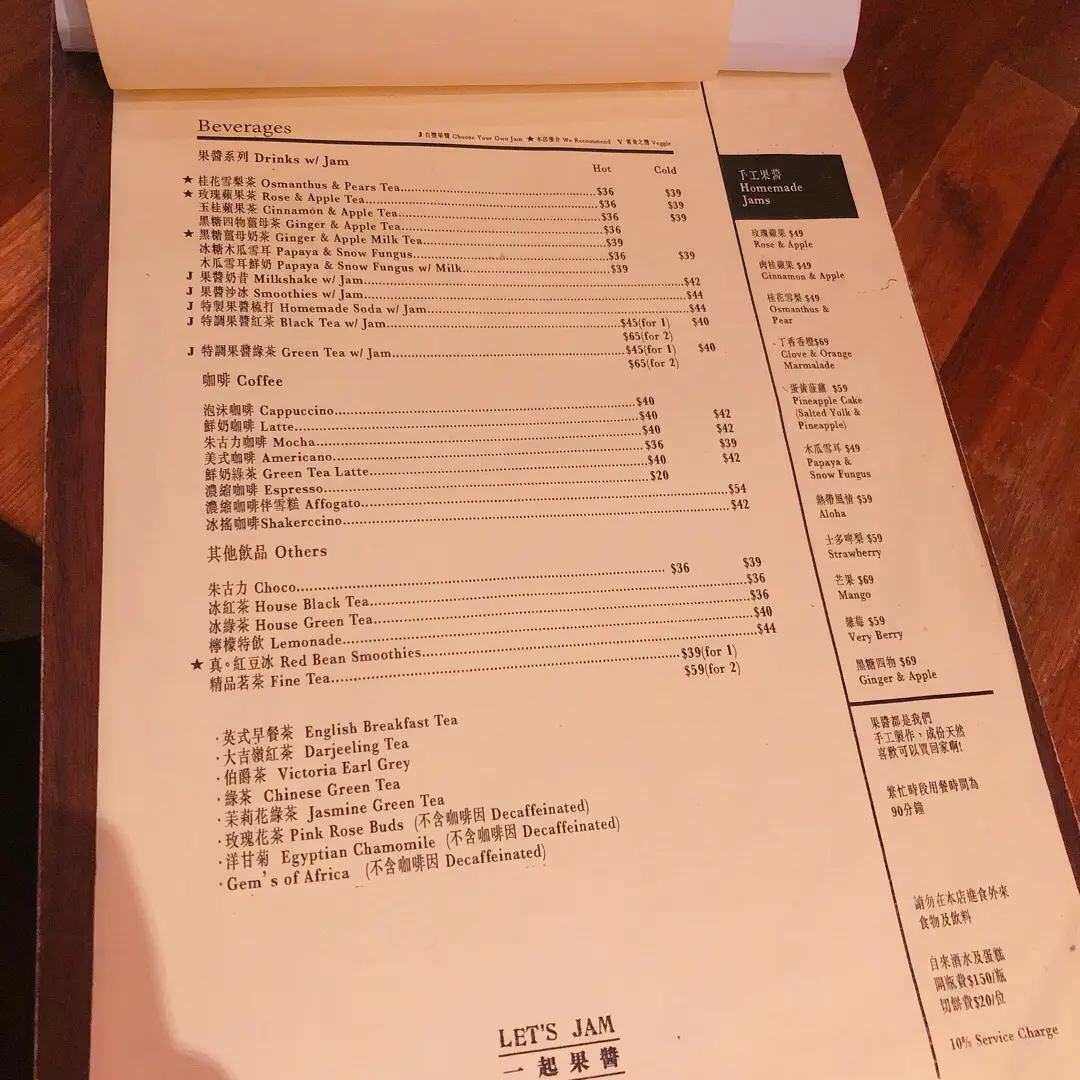 Beverages
J 自選果醬 Choose Your Own Jam ★ 本店推介 We Recommend V 素食之選 Veggie
果醬系列 Drinks w/ Jam Hot Cold
★ 桂花雪梨茶 Osmanthus & Pears Tea $36 $39
★ 玫瑰蘋果茶 Rose & Apple Tea $36 $39
玉桂蘋果茶 Cinnamon & Apple Tea $36 $39
黑糖四物薑母茶 Ginger & Apple Tea $36
★ 黑糖薑母奶茶 Ginger & Apple Milk Tea $39
冰糖木瓜雪耳 Papaya & Snow Fungus $36 $39
木瓜雪耳鮮奶 Papaya & Snow Fungus w/ Milk $39
J 果醬奶昔 Milkshake w/ Jam $42
J 果醬沙冰 Smoothies w/ Jam $44
J 特製果醬梳打 Homemade Soda w/ Jam $44
J 特調果醬紅茶 Black Tea w/ Jam $45(for 1) $40
$65(for 2)
J 特調果醬綠茶 Green Tea w/ Jam $45(for 1) $40
$65(for 2)
咖啡 Coffee
泡沫咖啡 Cappuccino $40
鮮奶咖啡 Latte $40 $42
朱古力咖啡 Mocha $40 $42
美式咖啡 Americano $36 $39
鮮奶綠茶 Green Tea Latte $40 $42
濃縮咖啡 Espresso $20
濃縮咖啡伴雪糕 Affogato $54
冰搖咖啡Shakerccino $42
其他飲品 Others
朱古力 Choco $36 $39
冰紅茶 House Black Tea $36
冰綠茶 House Green Tea $36
檸檬特飲 Lemonade $40
★ 真。紅豆冰 Red Bean Smoothies $44
精品茗茶 Fine Tea $39(for 1)
$59(for 2)
·英式早餐茶 English Breakfast Tea
·大吉嶺紅茶 Darjeeling Tea
·伯爵茶 Victoria Earl Grey
·綠茶 Chinese Green Tea
·茉莉花綠茶 Jasmine Green Tea
·玫瑰花茶 Pink Rose Buds (不含咖啡因 Decaffeinated)
·洋甘菊 Egyptian Chamomile (不含咖啡因 Decaffeinated)
·Gem's of Africa (不含咖啡因 Decaffeinated)
手工果醬
Homemade
Jams
玫瑰蘋果 $49
Rose & Apple
肉桂蘋果 $49
Cinnamon & Apple
桂花雪梨 $49
Osmanthus &
Pear
丁香香橙$69
Clove & Orange
Marmalade
蛋黃菠蘿 $59
Pineapple Cake
(Salted Yolk &
Pineapple)
木瓜雪耳 $49
Papaya &
Snow Fungus
熱帶風情 $59
Aloha
士多啤梨 $59
Strawberry
芒果 $69
Mango
雜莓 $59
Very Berry
黑糖四物 $69
Ginger & Apple
果醬都是我們
手工製作，成份天然
喜歡可以買回家啊!
繁忙時段用餐時間為
90分鐘
請勿在本店進食外來
食物及飲料
自來酒水及蛋糕
開瓶費$150/瓶
切餅費$20/位
10% Service Charge
LET'S JAM
一起果醬